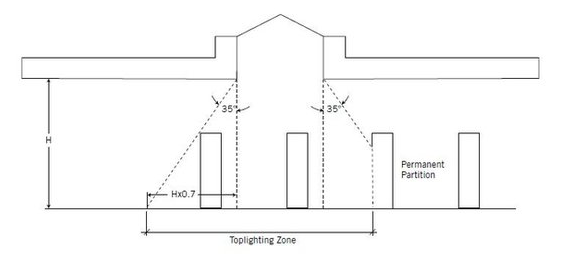 35°
35°
H
Permanent
Partition
Hx0.7
Toplighting Zone